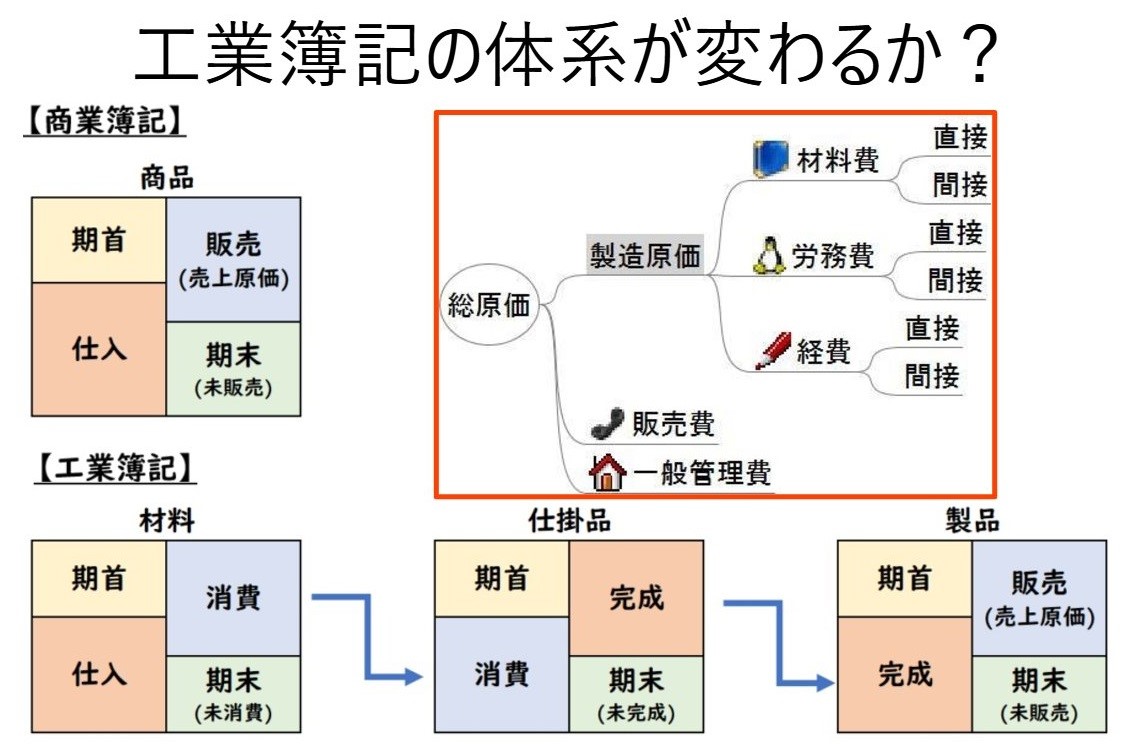 工業簿記の体系が変わるか？
【商業簿記】
商品
期首
販売
(売上原価)
仕入
期末
(未販売)
総原価
製造原価
材料費
直接
間接
労務費
直接
間接
経費
直接
間接
販売費
一般管理費
【工業簿記】
材料
期首
消費
仕入
期末
(未消費)
仕掛品
期首
完成
消費
期末
(未完成)
製品
期首
販売
(売上原価)
完成
期末
(未販売)